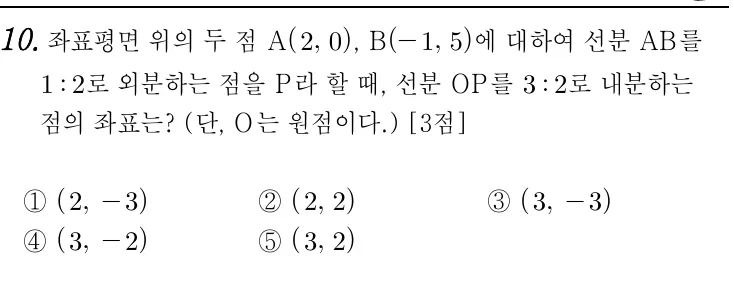 10. 좌표평면 위의 두 점 A(2, 0), B(−1, 5)에 대하여 선분 AB를
1 : 2로 외분하는 점을 P라 할 때, 선분 OP를 3 : 2로 내분하는
점의 좌표는? (단, O는 원점이다.) [3점]
① (2, −3) ② (2, 2) ③ (3, −3)
④ (3, −2) ⑤ (3, 2)